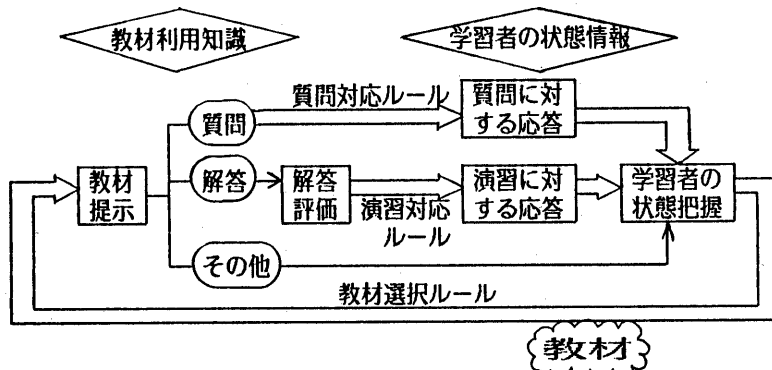 教材利用知識
学習者の状態情報
質問対応ルール
質問
質問に対
する応答
教材
提示
解答
解答
評価
演習対応
ルール
演習に対
する応答
学習者の
状態把握
その他
教材選択ルール
教材